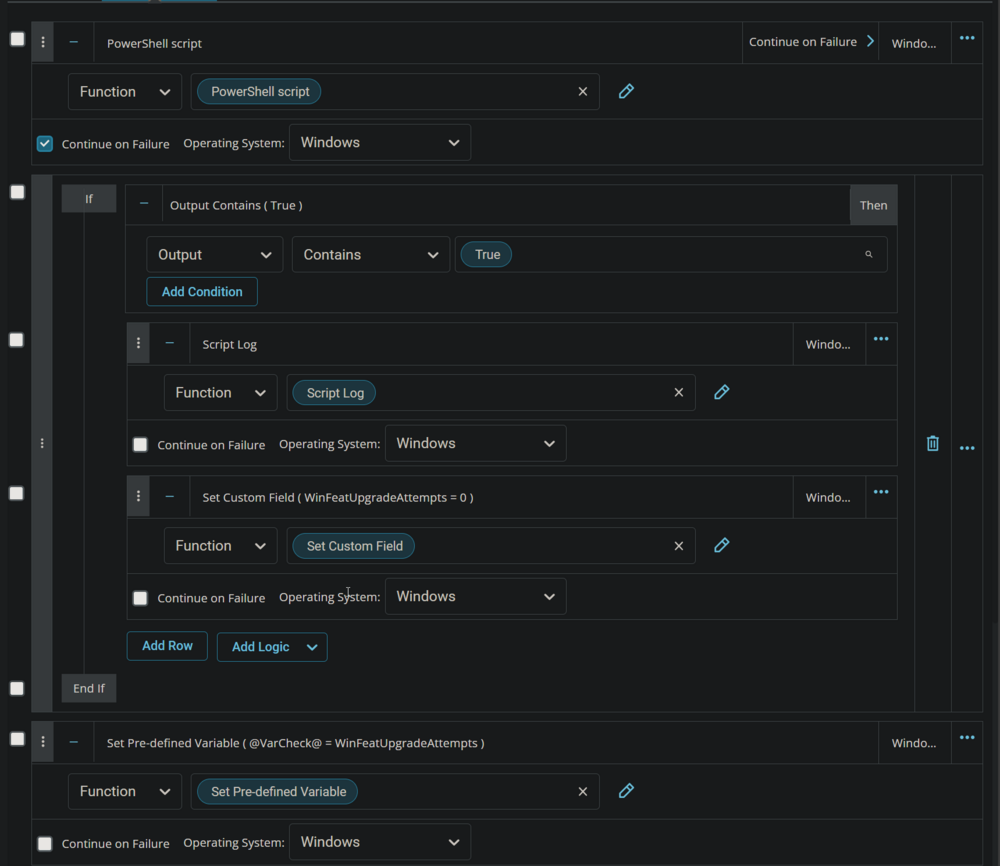 PowerShell script Continue on Failure Windo...
Function PowerShell script
Continue on Failure Operating System: Windows
If Output Contains ( True ) Then
Output Contains True
Add Condition
Script Log Windo...
Function Script Log
Continue on Failure Operating System: Windows
Set Custom Field ( WinFeatUpgradeAttempts = 0 ) Windo...
Function Set Custom Field
Continue on Failure Operating System: Windows
Add Row Add Logic
End If
Set Pre-defined Variable ( @VarCheck@ = WinFeatUpgradeAttempts ) Windo...
Function Set Pre-defined Variable
Continue on Failure Operating System: Windows